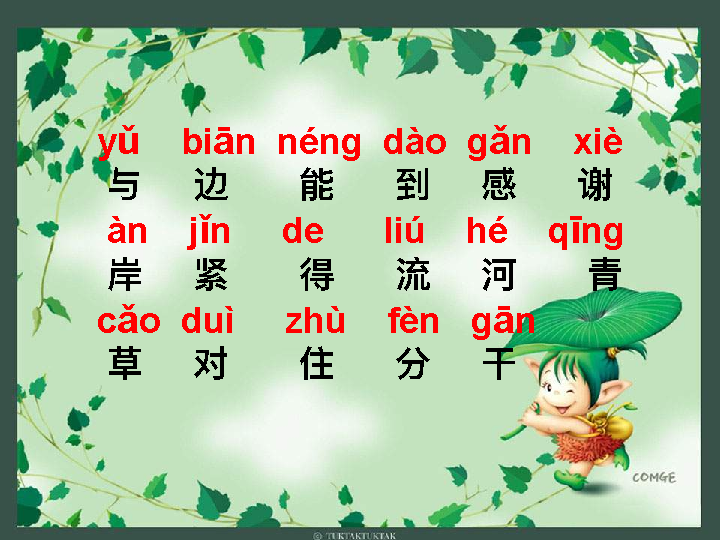 yǔ biān néng dào gǎn xiè
与 边 能 到 感 谢
àn jǐn de liú hé qīng
岸 紧 得 流 河 青
cǎo duì zhù fèn gān
草 对 住 分 干
COMGE
© TUKTAKTUKTAK